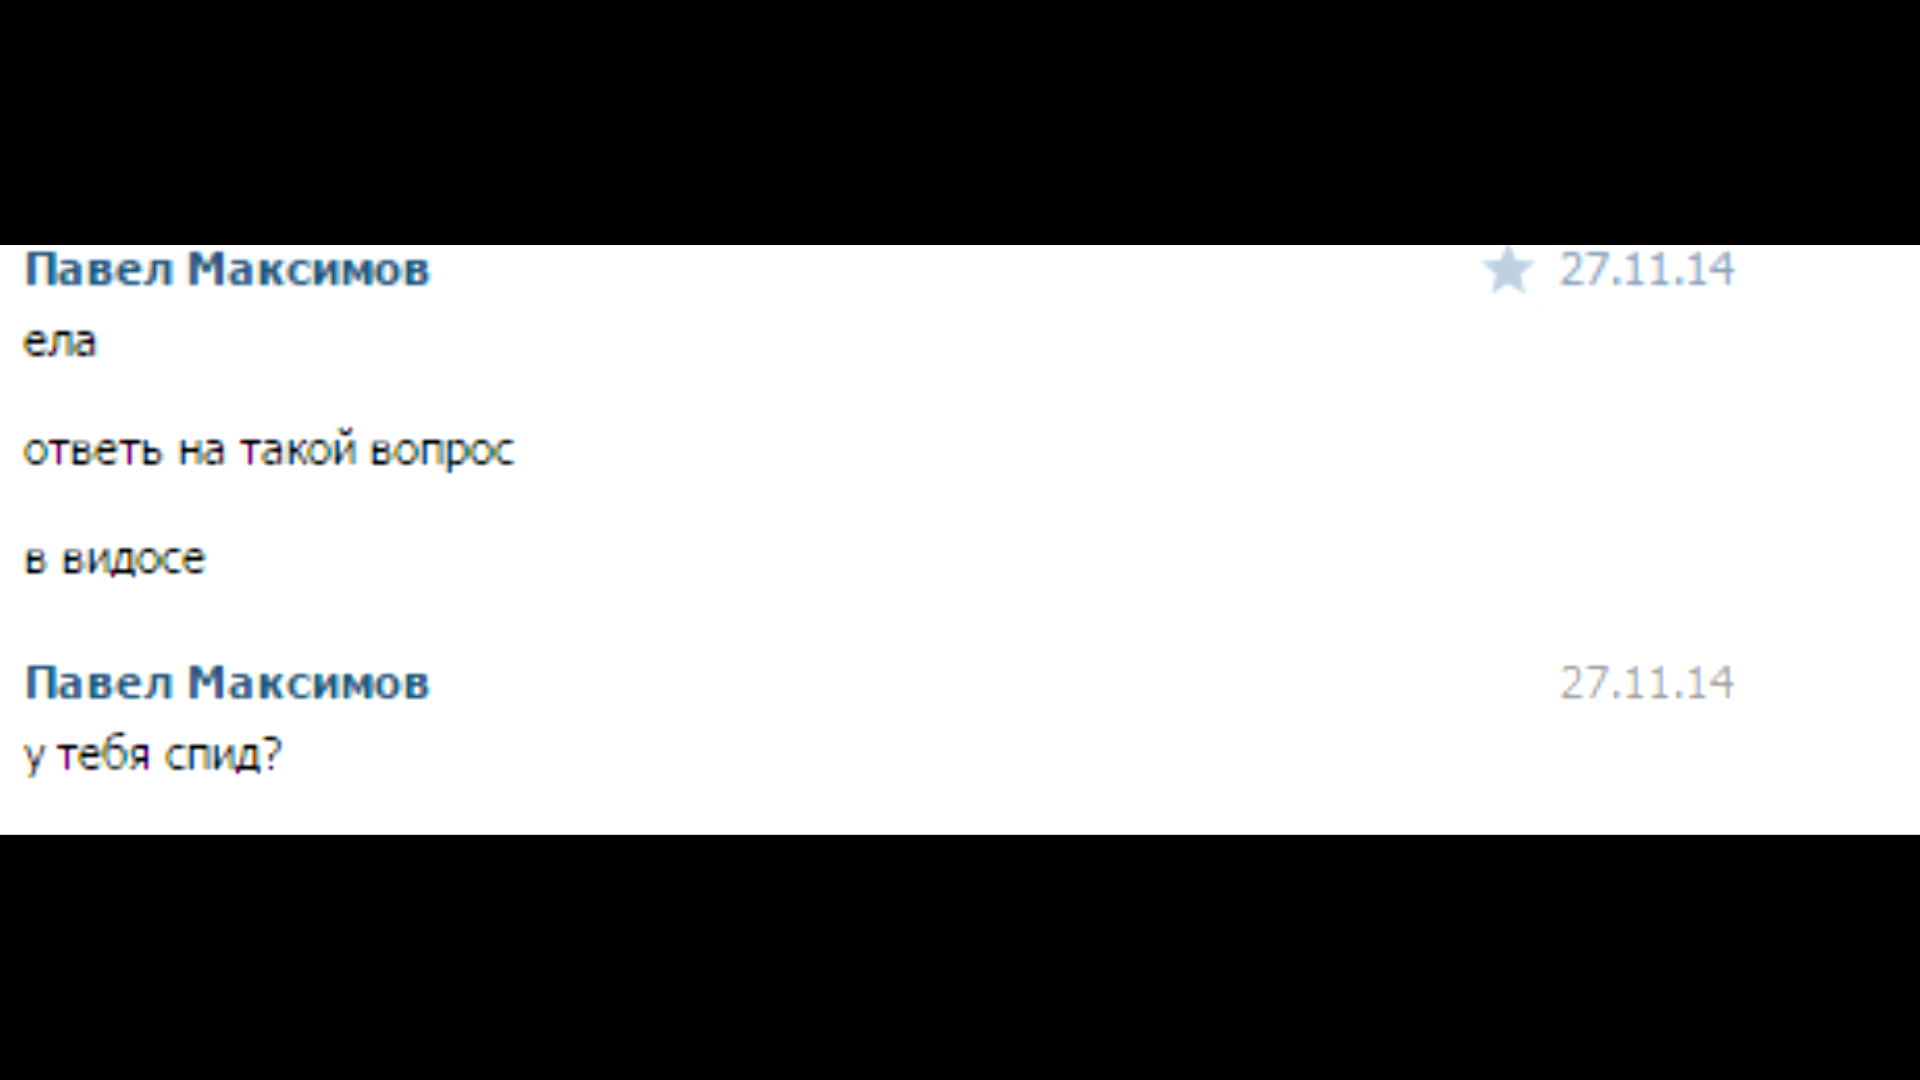 Павел Максимов 27.11.14
ела
ответь на такой вопрос
в видосе
Павел Максимов 27.11.14
у тебя спид?